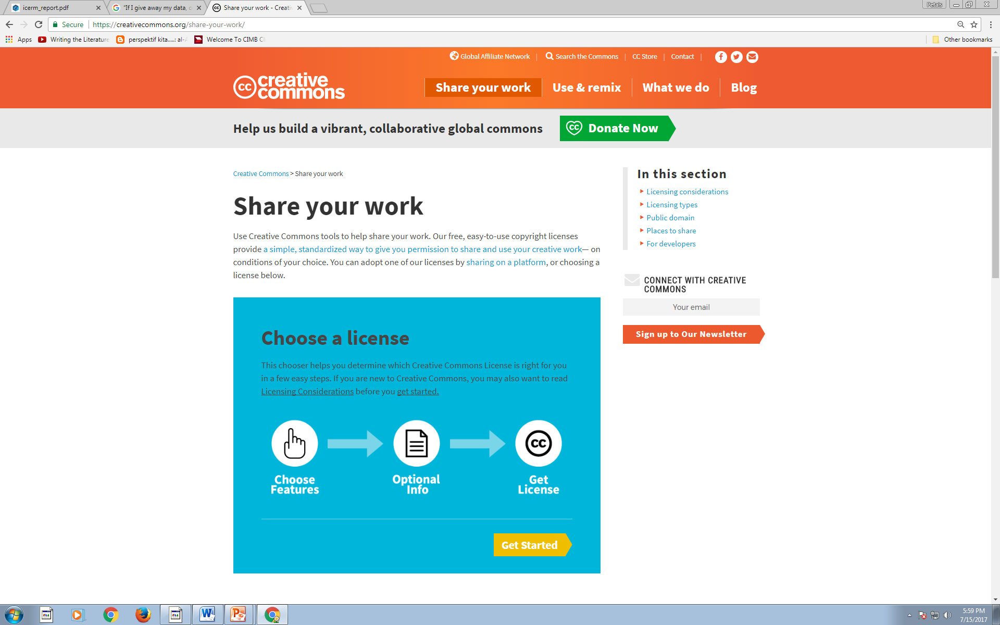 icerm_report.pdf
"If I give away my data,
Share your work - Creati
Petals
Secure
https://creativecommons.org/share-your-work/
Apps
Writing the Literature
perspektif kita.....: al-
Welcome To CIMB
Other bookmarks
Global Affiliate Network
Search the Commons
CC Store
Contact
cc creative commons
Share your work
Use & remix
What we do
Blog
Help us build a vibrant, collaborative global commons
cc Donate Now
Creative Commons > Share your work
Share your work
Use Creative Commons tools to help share your work. Our free, easy-to-use copyright licenses
provide a simple, standardized way to give you permission to share and use your creative work— on
conditions of your choice. You can adopt one of our licenses by sharing on a platform, or choosing a
license below.
Choose a license
This chooser helps you determine which Creative Commons License is right for you
in a few easy steps. If you are new to Creative Commons, you may also want to read
Licensing Considerations before you get started.
cc
Choose
Features
Optional
Info
Get
License
Get Started
In this section
Licensing considerations
Licensing types
Public domain
Places to share
For developers
CONNECT WITH CREATIVE
COMMONS
Your email
Sign up to Our Newsletter
5:59 PM
7/15/2017